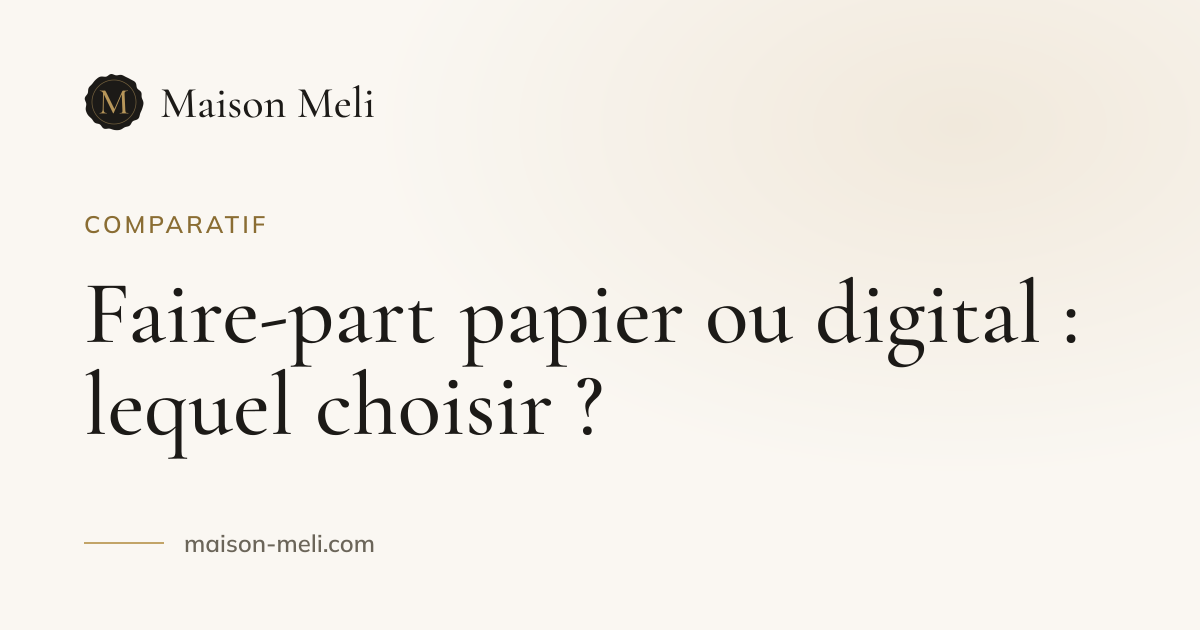 M
Maison Meli
COMPARATIF
Faire-part papier ou digital :
lequel choisir ?
maison-meli.com